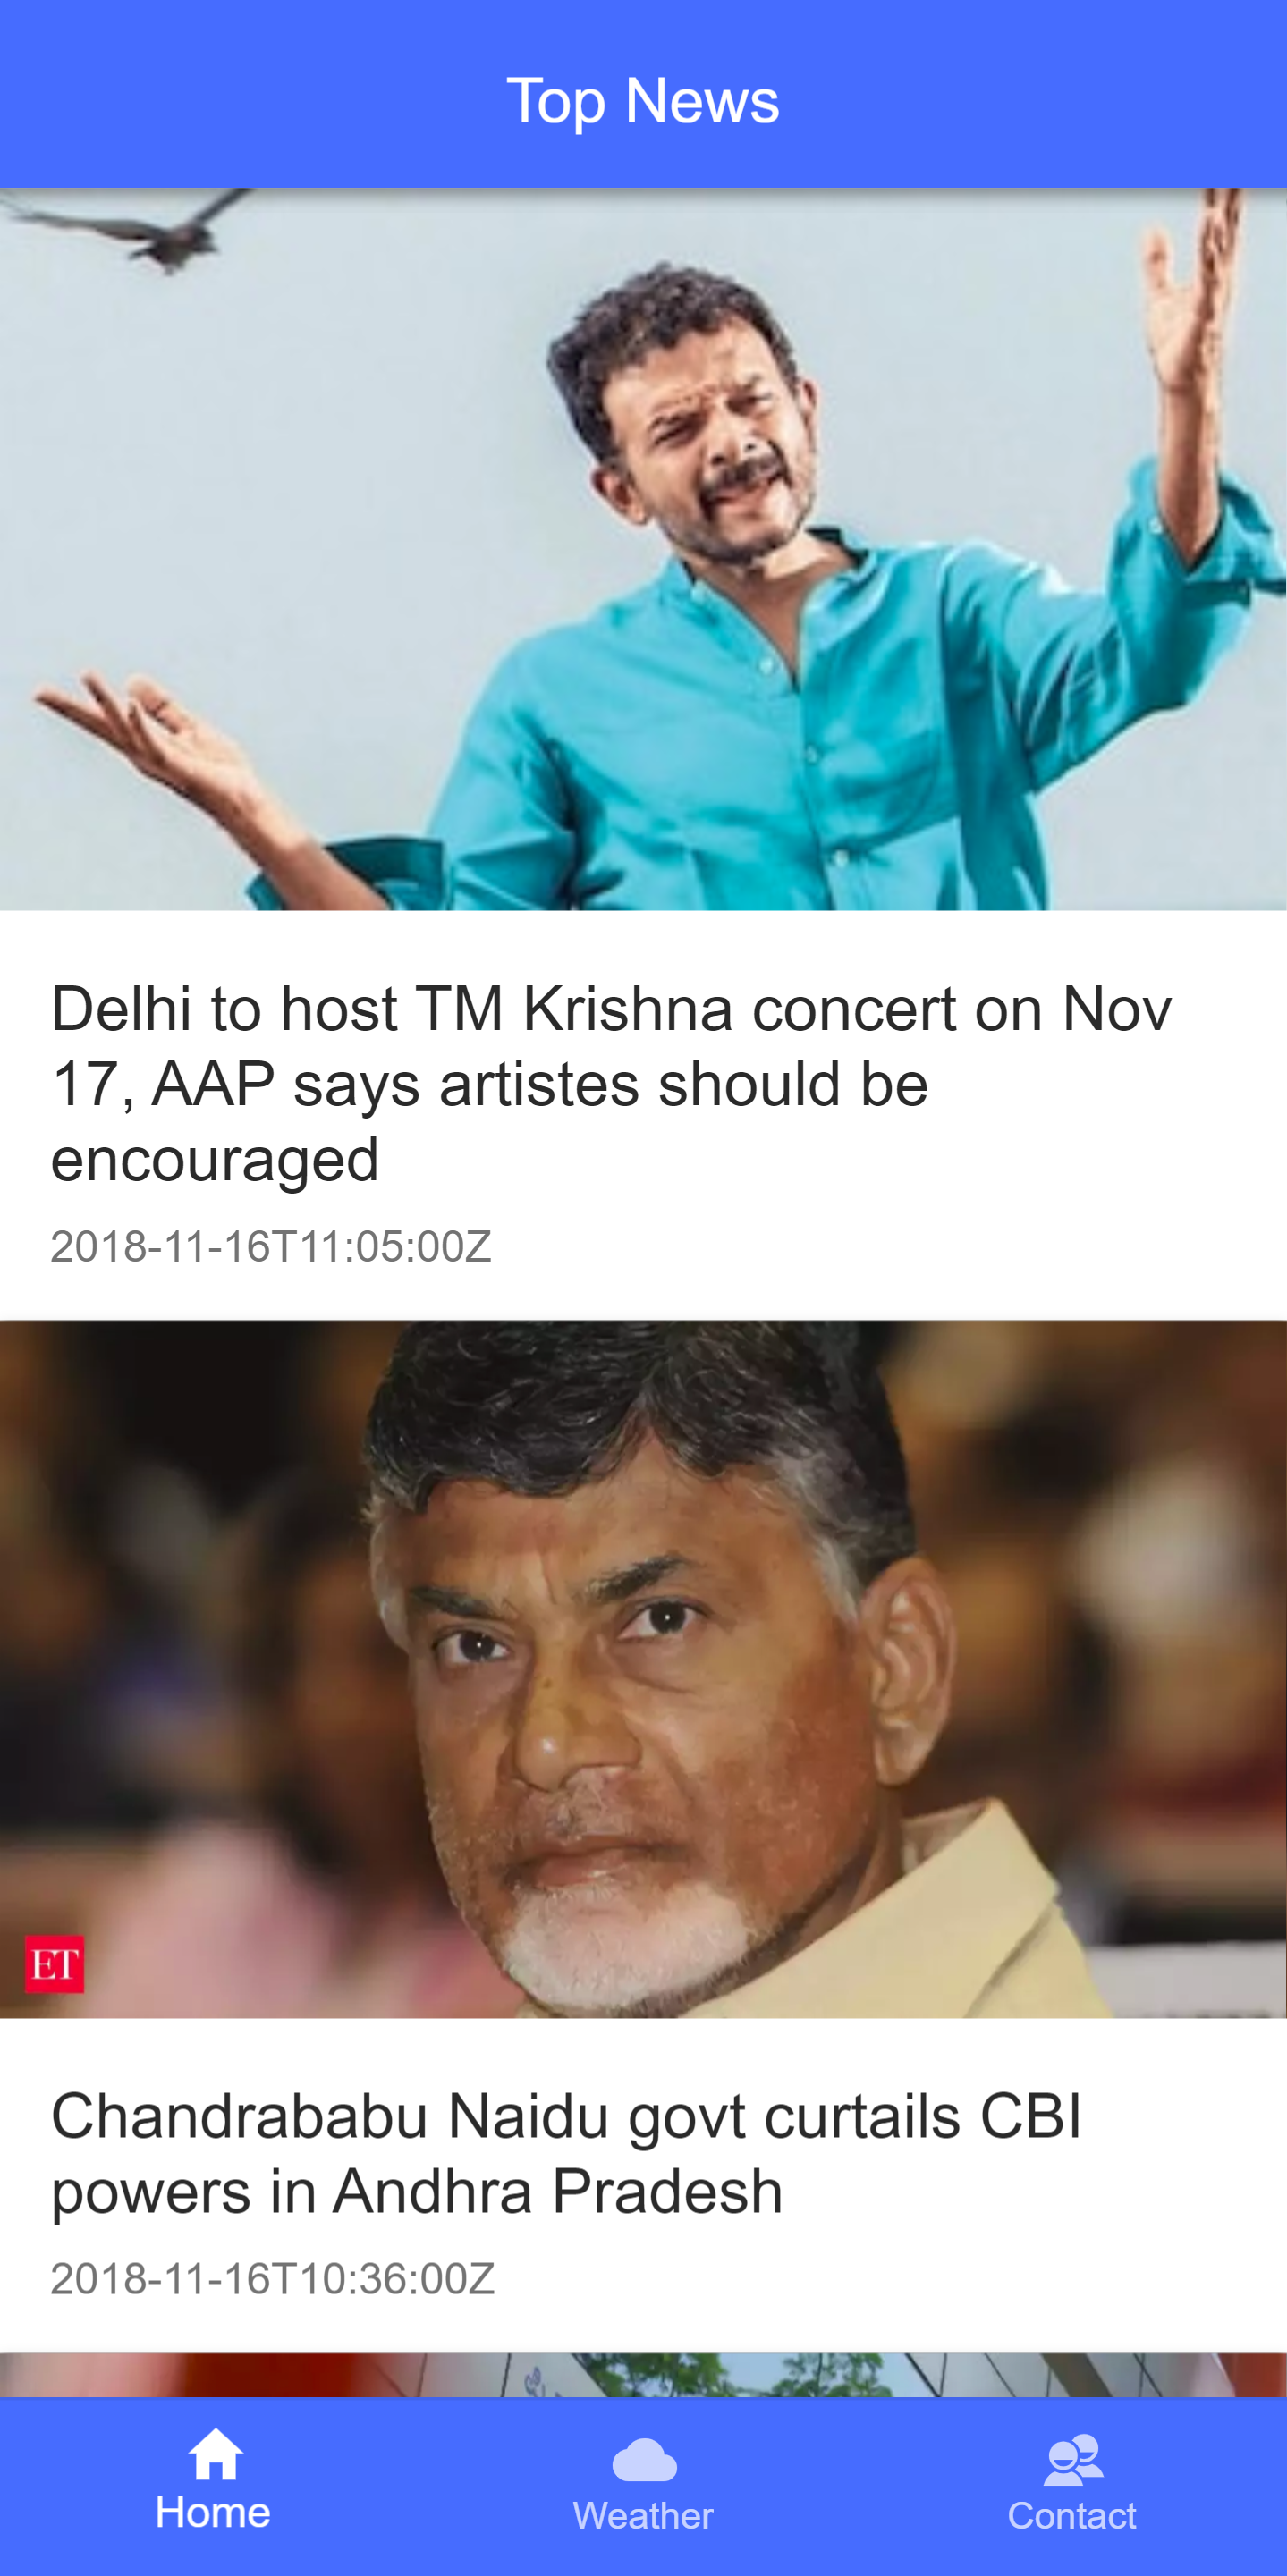 Top News
Delhi to host TM Krishna concert on Nov
17, AAP says artistes should be
encouraged
2018-11-16T11:05:00Z
ET
Chandrababu Naidu govt curtails CBI
powers in Andhra Pradesh
2018-11-16T10:36:00Z
Home
Weather
Contact